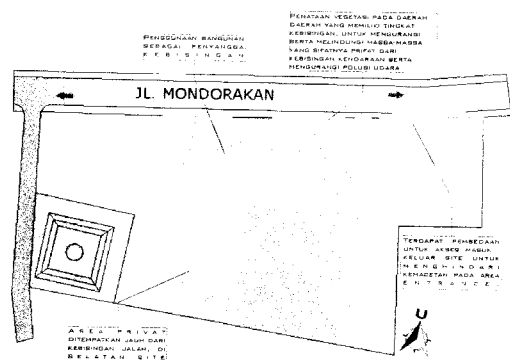 PENGGUNAAN BANGUNAN
SEBAGAI PENYANGGA
KEBISINGAN
PENATAAN VEGETASI PADA DAERAH
DAERAH YANG MEMILIKI TINGKAT
KEBISINGAN, UNTUK MENGURANGI
SERTA MELINDUNGI MASSA-MASSA
YANG SIFATNYA PRIFAT DARI
KEBISINGAN KENDARAAN SERTA
MENGURANGI POLUSI UDARA
JL. MONDORAKAN
TERDAPAT PEMBEDAAN
UNTUK AKSES MASUK
KELUAR SITE UNTUK
MENGHINDARI
KEMACETAN PADA AREA
ENTRANCE
U
AREA PRIVAT
DITEMPATKAN JAUH DARI
KEBISINGAN JALAN, DI
SELATAN SITE